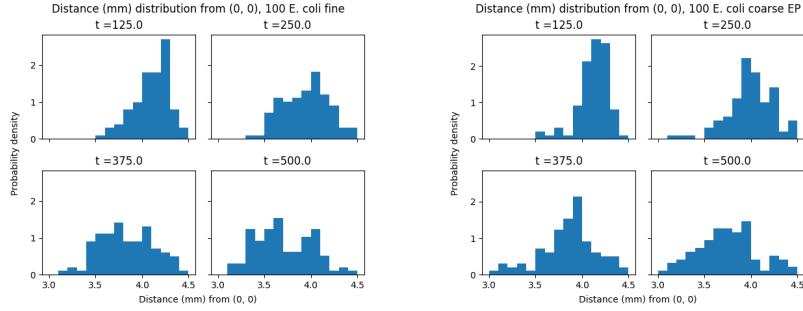 Distance (mm) distribution from (0, 0), 100 E. coli fine
t =125.0
t =250.0
2
1
0
t =375.0
t =500.0
2
1
0
3.0 3.5 4.0 4.5
3.0 3.5 4.0 4.5
Probability density
Distance (mm) from (0, 0)
Distance (mm) distribution from (0, 0), 100 E. coli coarse EP
t =125.0
t =250.0
2
1
0
t =375.0
t =500.0
2
1
0
3.0 3.5 4.0 4.5
3.0 3.5 4.0 4.5
Probability density
Distance (mm) from (0, 0)